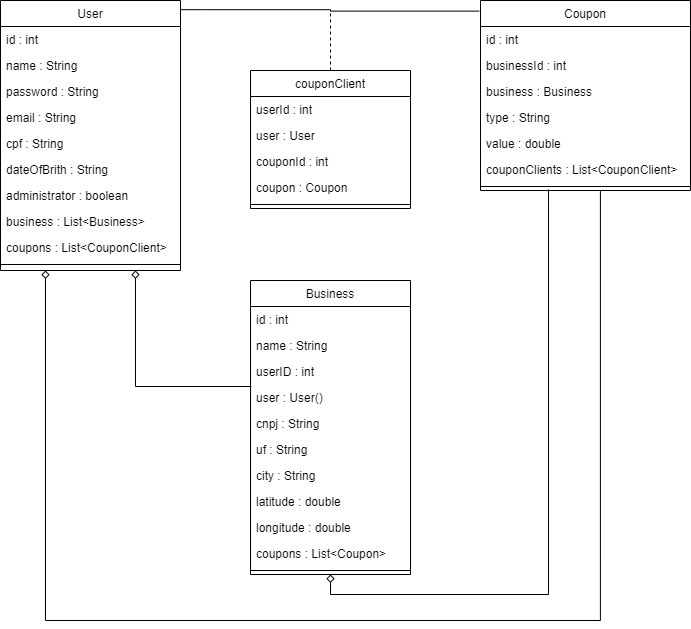 User
id : int
name : String
password : String
email : String
cpf : String
dateOfBrith : String
administrator : boolean
business : List<Business>
coupons : List<CouponClient>
couponClient
userId : int
user : User
couponId : int
coupon : Coupon
Coupon
id : int
businessId : int
business : Business
type : String
value : double
couponClients : List<CouponClient>
Business
id : int
name : String
userID : int
user : User()
cnpj : String
uf : String
city : String
latitude : double
longitude : double
coupons : List<Coupon>